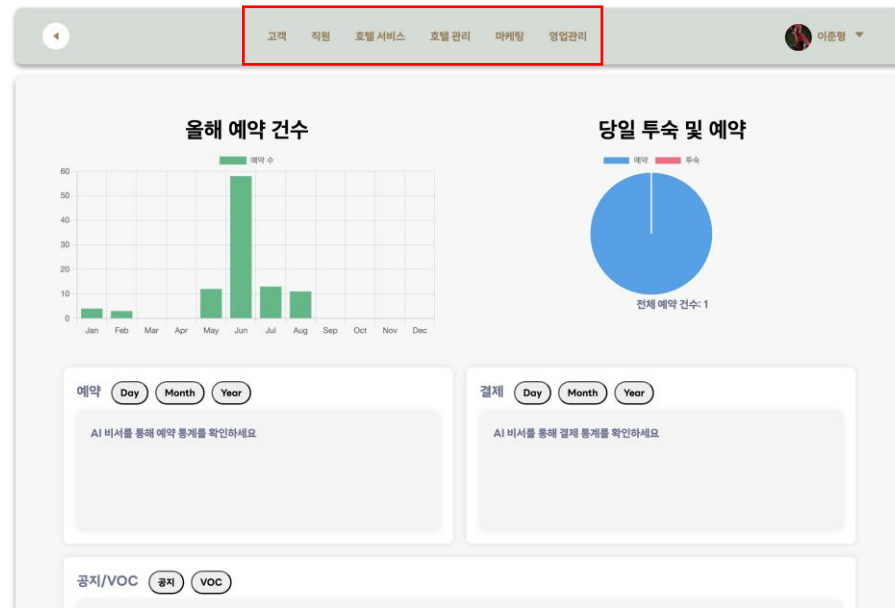 고객 직원 호텔 서비스 호텔 관리 마케팅 영업관리
이준형
올해 예약 건수
예약 수
60
50
40
30
20
10
0
Jan Feb Mar Apr May Jun Jul Aug Sep Oct Nov Dec
당일 투숙 및 예약
예약 투숙
전체 예약 건수: 1
예약 Day Month Year
AI 비서를 통해 예약 통계를 확인하세요
결제 Day Month Year
AI 비서를 통해 결제 통계를 확인하세요
공지/VOC 공지 VOC